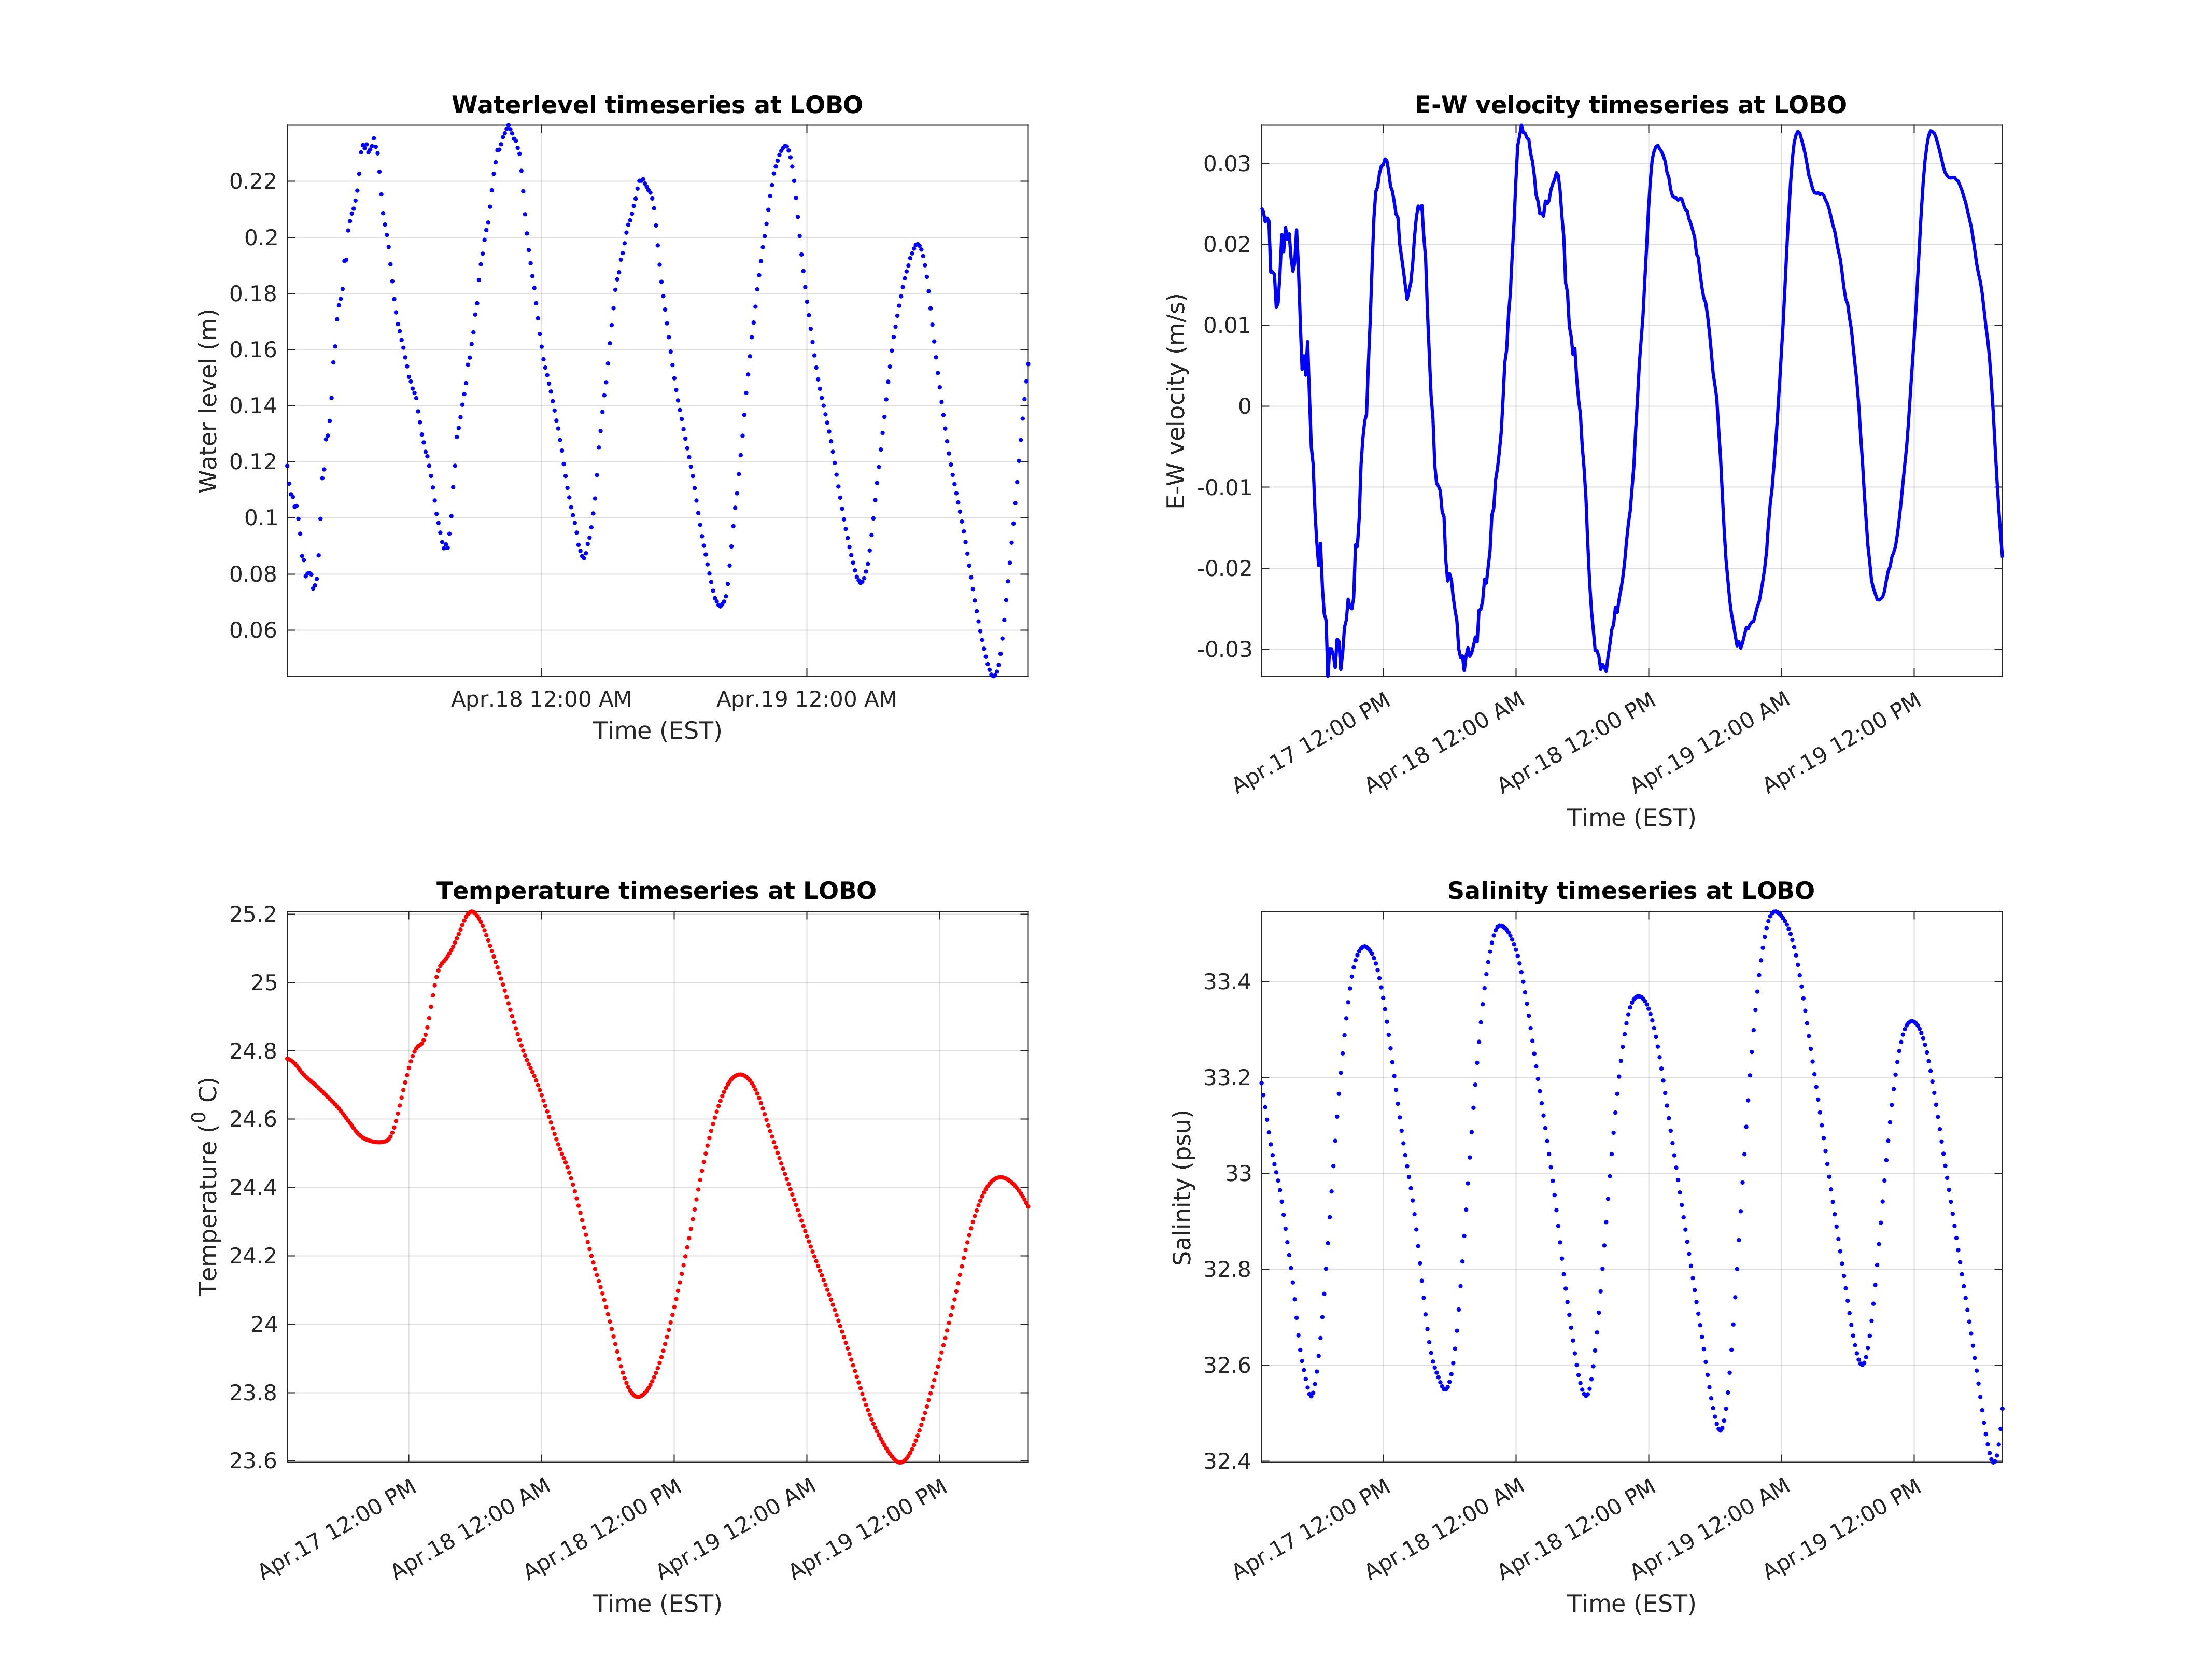 Waterlevel timeseries at LOBO
0.22
0.2
0.18
0.16
0.14
0.12
0.1
0.08
0.06
Water level (m)
Apr.18 12:00 AM
Apr.19 12:00 AM
Time (EST)
E-W velocity timeseries at LOBO
0.03
0.02
0.01
0
-0.01
-0.02
-0.03
E-W velocity (m/s)
Apr.17 12:00 PM
Apr.18 12:00 AM
Apr.18 12:00 PM
Apr.19 12:00 AM
Apr.19 12:00 PM
Time (EST)
Temperature timeseries at LOBO
25.2
25
24.8
24.6
24.4
24.2
24
23.8
23.6
Temperature (⁰ C)
Apr.17 12:00 PM
Apr.18 12:00 AM
Apr.18 12:00 PM
Apr.19 12:00 AM
Apr.19 12:00 PM
Time (EST)
Salinity timeseries at LOBO
33.4
33.2
33
32.8
32.6
32.4
Salinity (psu)
Apr.17 12:00 PM
Apr.18 12:00 AM
Apr.18 12:00 PM
Apr.19 12:00 AM
Apr.19 12:00 PM
Time (EST)